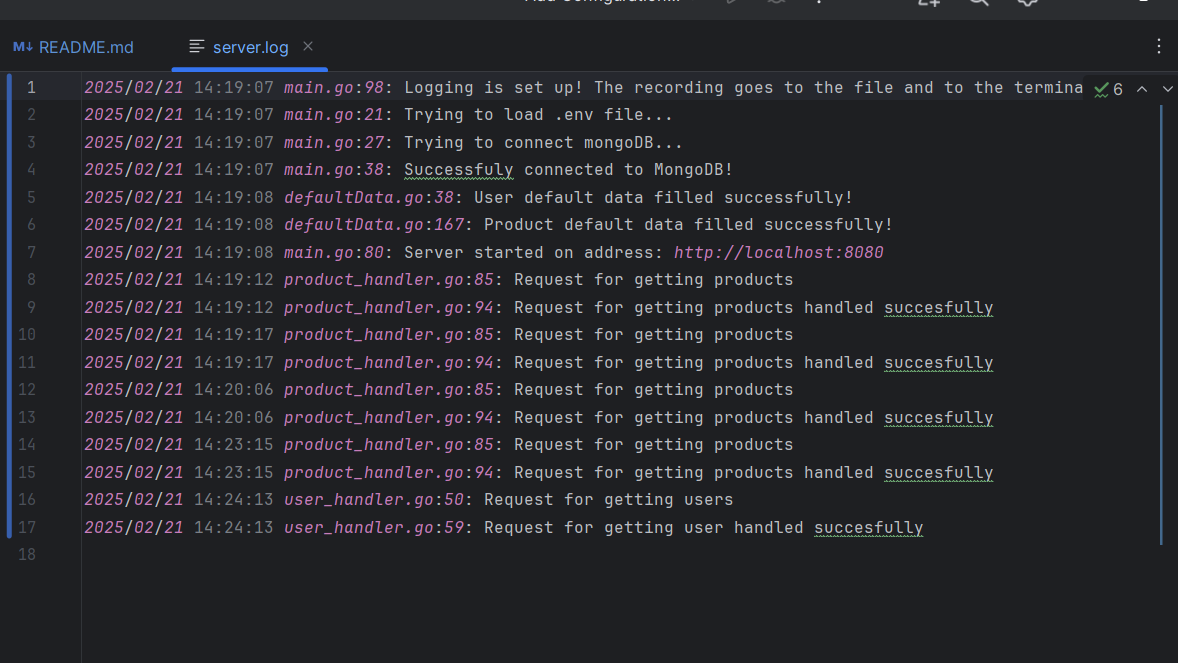 Add Configuration...
M↓ README.md
server.log
6
1 2025/02/21 14:19:07 main.go:98: Logging is set up! The recording goes to the file and to the termina
2 2025/02/21 14:19:07 main.go:21: Trying to load .env file...
3 2025/02/21 14:19:07 main.go:27: Trying to connect mongoDB...
4 2025/02/21 14:19:07 main.go:38: Successfuly connected to MongoDB!
5 2025/02/21 14:19:08 defaultData.go:38: User default data filled successfully!
6 2025/02/21 14:19:08 defaultData.go:167: Product default data filled successfully!
7 2025/02/21 14:19:08 main.go:80: Server started on address: http://localhost:8080
8 2025/02/21 14:19:12 product_handler.go:85: Request for getting products
9 2025/02/21 14:19:12 product_handler.go:94: Request for getting products handled succesfully
10 2025/02/21 14:19:17 product_handler.go:85: Request for getting products
11 2025/02/21 14:19:17 product_handler.go:94: Request for getting products handled succesfully
12 2025/02/21 14:20:06 product_handler.go:85: Request for getting products
13 2025/02/21 14:20:06 product_handler.go:94: Request for getting products handled succesfully
14 2025/02/21 14:23:15 product_handler.go:85: Request for getting products
15 2025/02/21 14:23:15 product_handler.go:94: Request for getting products handled succesfully
16 2025/02/21 14:24:13 user_handler.go:50: Request for getting users
17 2025/02/21 14:24:13 user_handler.go:59: Request for getting user handled succesfully
18